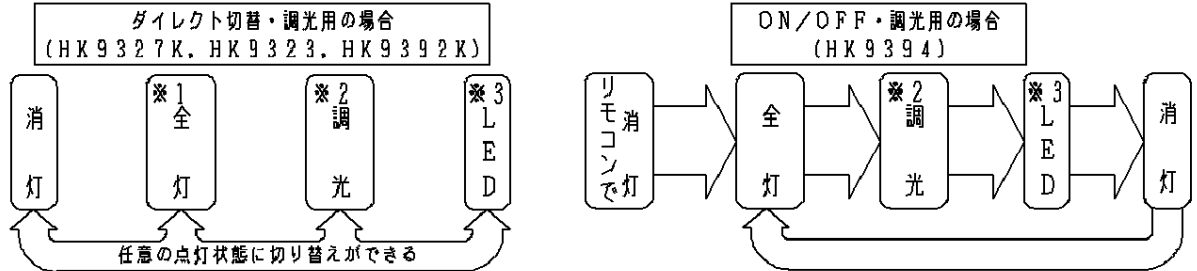 ダイレクト切替・調光用の場合
(HK9327K. HK9323. HK9392K)
消灯
※1
全灯
※2
調光
※3
LED
任意の点灯状態に切り替えができる
ON/OFF・調光用の場合
(HK9394)
リモコンで
消灯
全灯
※2
調光
※3
LED
消灯